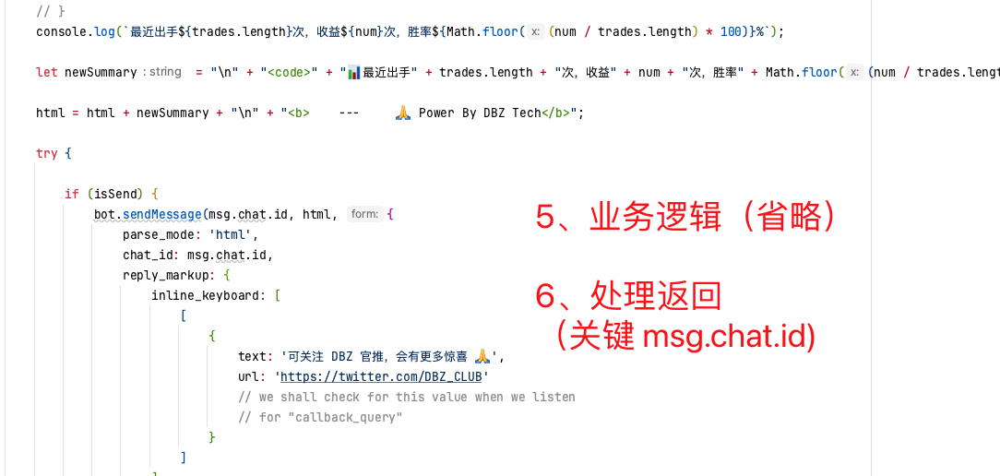 // }
console.log(`最近出手${trades.length}次，收益${num}次，胜率${Math.floor( x: (num / trades.length) * 100)}%`);
let newSummary : string = "\n" + "<code>" + "📊最近出手" + trades.length + "次，收益" + num + "次，胜率" + Math.floor( x: (num / trades.lengt
html = html + newSummary + "\n" + "<b>    ---     🙏 Power By DBZ Tech</b>";
try {
if (isSend) {
bot.sendMessage(msg.chat.id, html, form: {
parse_mode: 'html',
chat_id: msg.chat.id,
reply_markup: {
inline_keyboard: [
[
{
text: '可关注 DBZ 官推，会有更多惊喜 🙏',
url: 'https://twitter.com/DBZ_CLUB'
// we shall check for this value when we listen
// for "callback_query"
}
]
5、业务逻辑（省略）
6、处理返回
（关键 msg.chat.id)